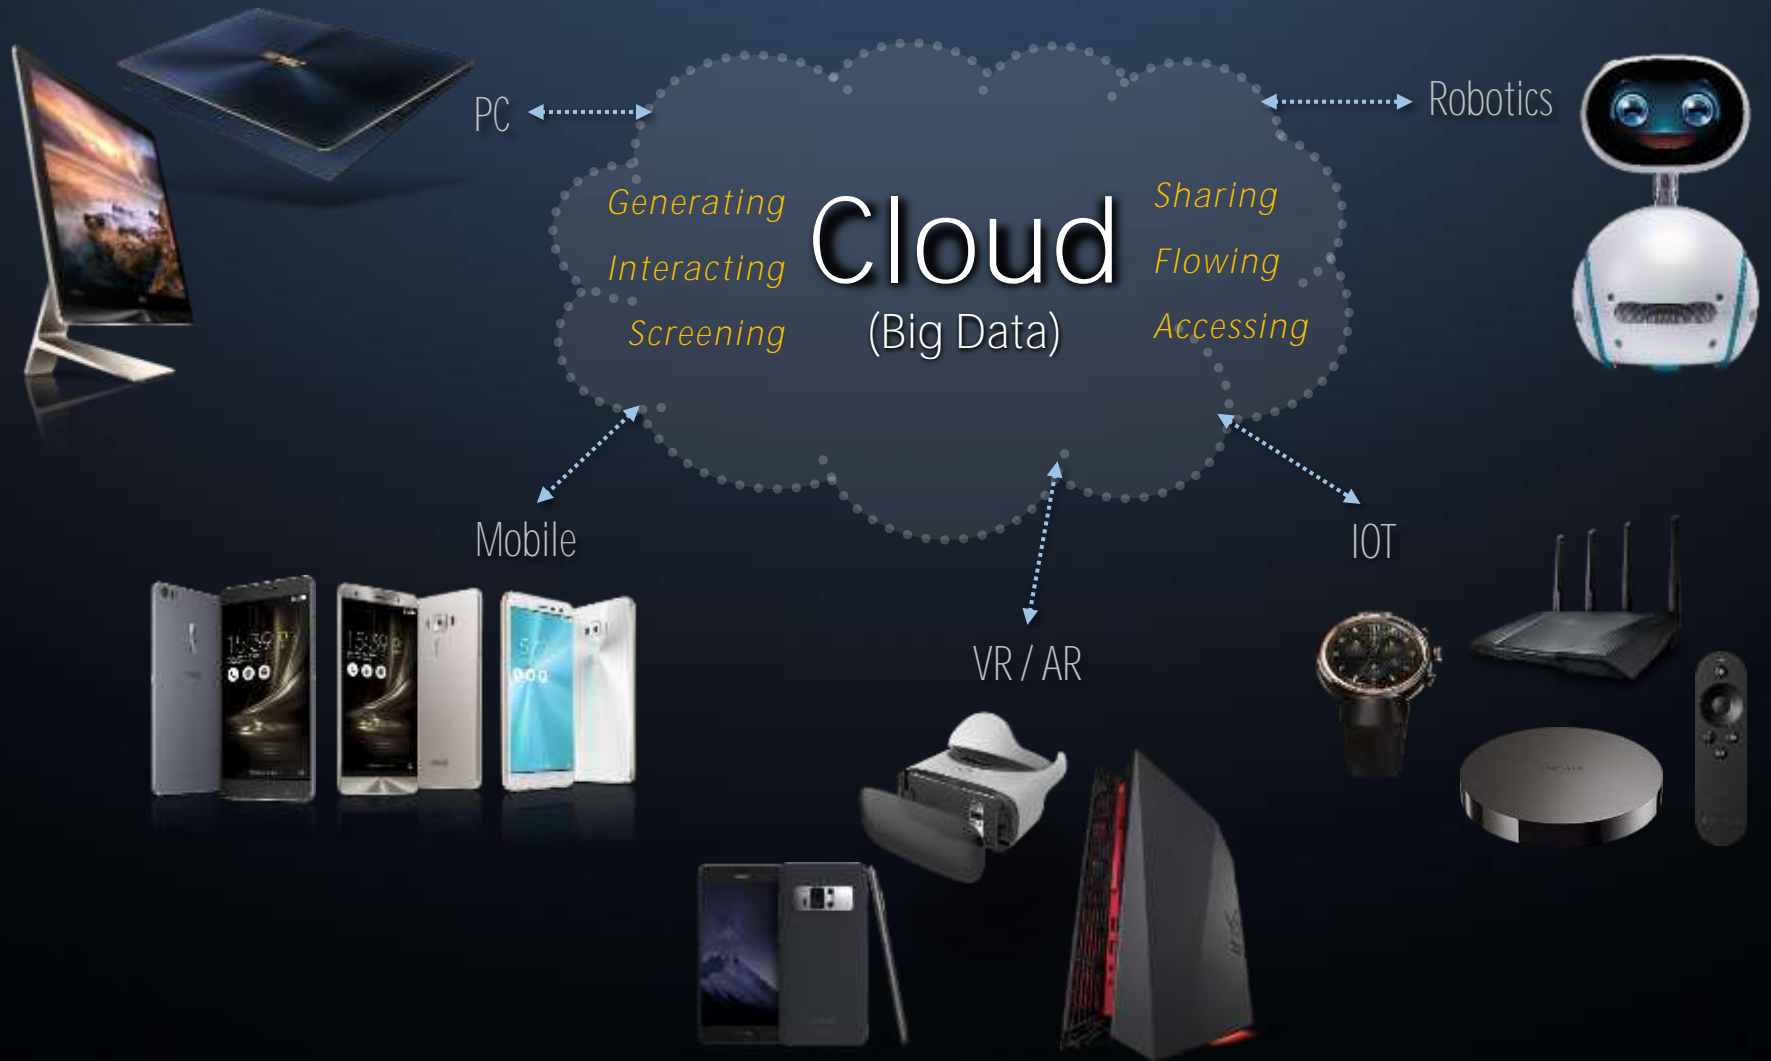 PC
Robotics
Generating
Interacting
Screening
Cloud
(Big Data)
Sharing
Flowing
Accessing
Mobile
IOT
VR / AR